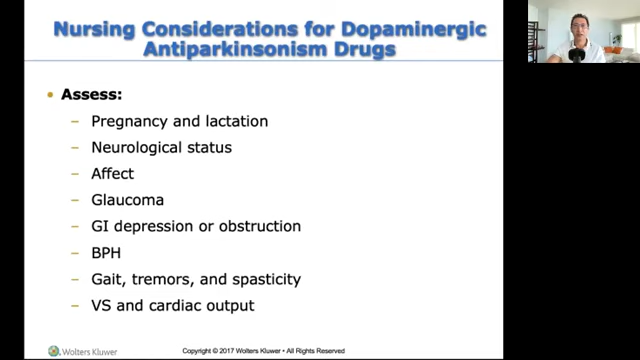 Nursing Considerations for Dopaminergic
Antiparkinsonism Drugs
• Assess:
– Pregnancy and lactation
– Neurological status
– Affect
– Glaucoma
– GI depression or obstruction
– BPH
– Gait, tremors, and spasticity
– VS and cardiac output
Wolters Kluwer
Copyright © 2017 Wolters Kluwer • All Rights Reserved